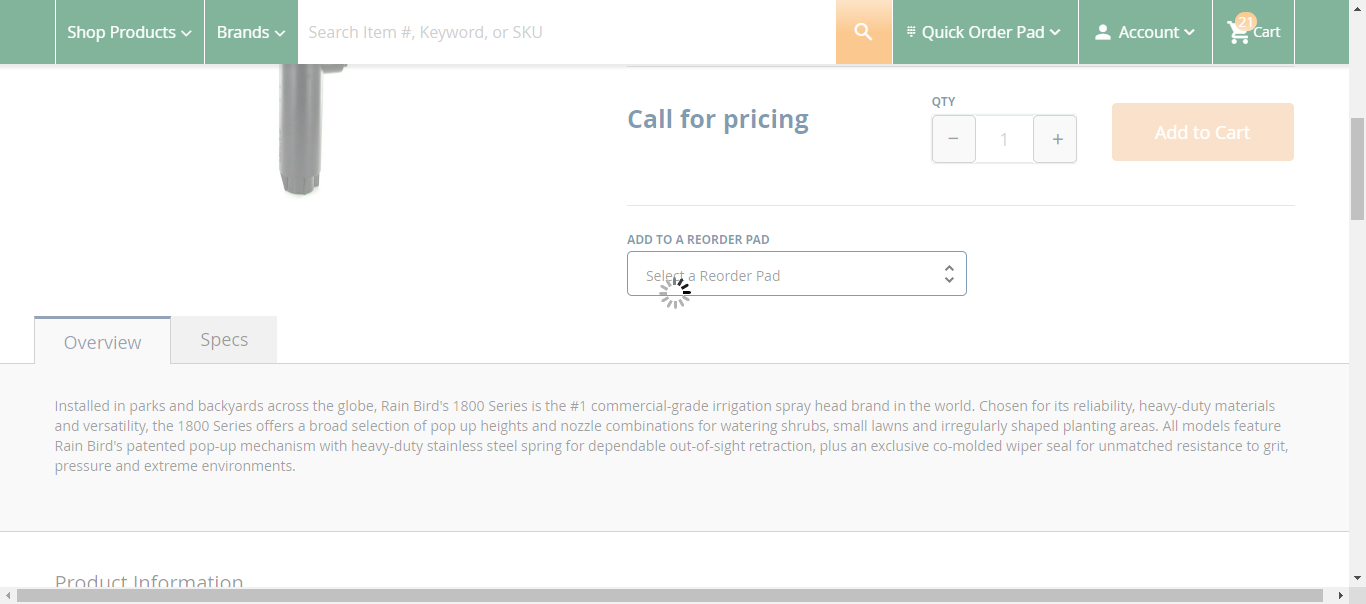 Shop Products
Brands
Search Item #, Keyword, or SKU
Quick Order Pad
Account
21
Cart
Call for pricing
QTY
−
1
+
Add to Cart
ADD TO A REORDER PAD
Select a Reorder Pad
Overview
Specs
Installed in parks and backyards across the globe, Rain Bird's 1800 Series is the #1 commercial-grade irrigation spray head brand in the world. Chosen for its reliability, heavy-duty materials
and versatility, the 1800 Series offers a broad selection of pop up heights and nozzle combinations for watering shrubs, small lawns and irregularly shaped planting areas. All models feature
Rain Bird's patented pop-up mechanism with heavy-duty stainless steel spring for dependable out-of-sight retraction, plus an exclusive co-molded wiper seal for unmatched resistance to grit,
pressure and extreme environments.
Product Information